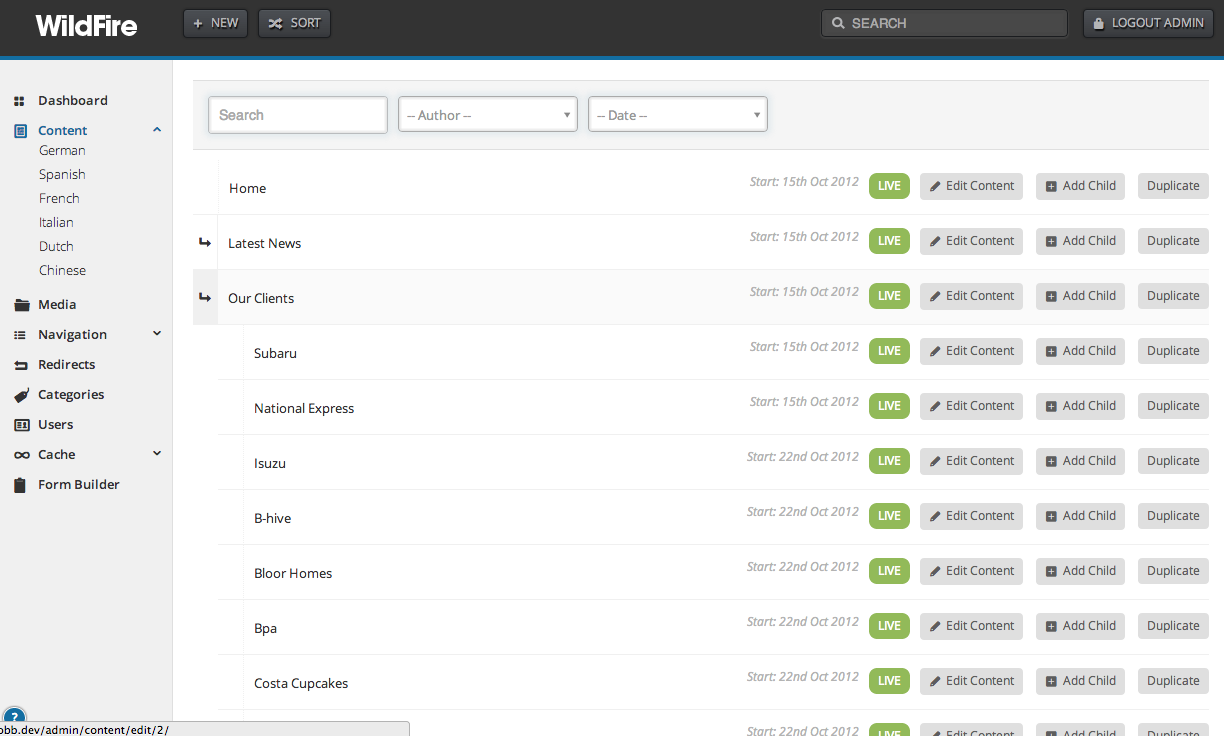 WildFire
+ NEW
SORT
SEARCH
LOGOUT ADMIN
Dashboard
Content
German
Spanish
French
Italian
Dutch
Chinese
Media
Navigation
Redirects
Categories
Users
Cache
Form Builder
?
Search
-- Author --
-- Date --
Home Start: 15th Oct 2012 LIVE Edit Content Add Child Duplicate
Latest News Start: 15th Oct 2012 LIVE Edit Content Add Child Duplicate
Our Clients Start: 15th Oct 2012 LIVE Edit Content Add Child Duplicate
Subaru Start: 15th Oct 2012 LIVE Edit Content Add Child Duplicate
National Express Start: 15th Oct 2012 LIVE Edit Content Add Child Duplicate
Isuzu Start: 22nd Oct 2012 LIVE Edit Content Add Child Duplicate
B-hive Start: 22nd Oct 2012 LIVE Edit Content Add Child Duplicate
Bloor Homes Start: 22nd Oct 2012 LIVE Edit Content Add Child Duplicate
Bpa Start: 22nd Oct 2012 LIVE Edit Content Add Child Duplicate
Costa Cupcakes Start: 22nd Oct 2012 LIVE Edit Content Add Child Duplicate
Start: 22nd Oct 2012 LIVE Edit Content Add Child Duplicate
obb.dev/admin/content/edit/2/